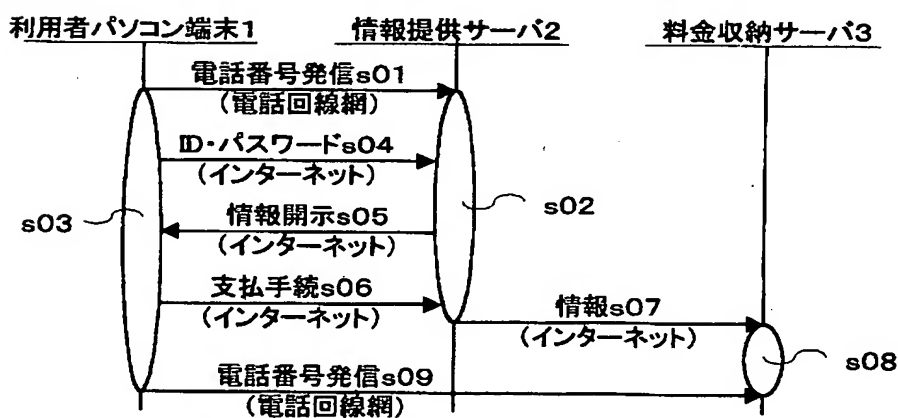 利用者パソコン端末1
情報提供サーバ2
料金収納サーバ3
電話番号発信s01
(電話回線網)
ID・パスワードs04
(インターネット)
s03
情報開示s05
(インターネット)
s02
支払手続s06
(インターネット)
情報s07
(インターネット)
s08
電話番号発信s09
(電話回線網)